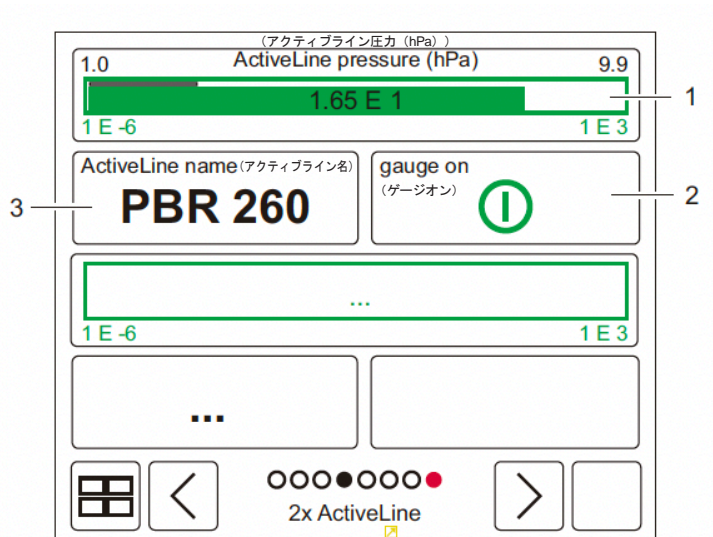 (アクティブライン圧力（hPa）)
1.0 ActiveLine pressure (hPa) 9.9
1.65 E 1
1 E -6 1 E 3
1
ActiveLine name(アクティブライン名)
PBR 260
gauge on
(ゲージオン)
2
3
...
1 E -6 1 E 3
...
2x ActiveLine